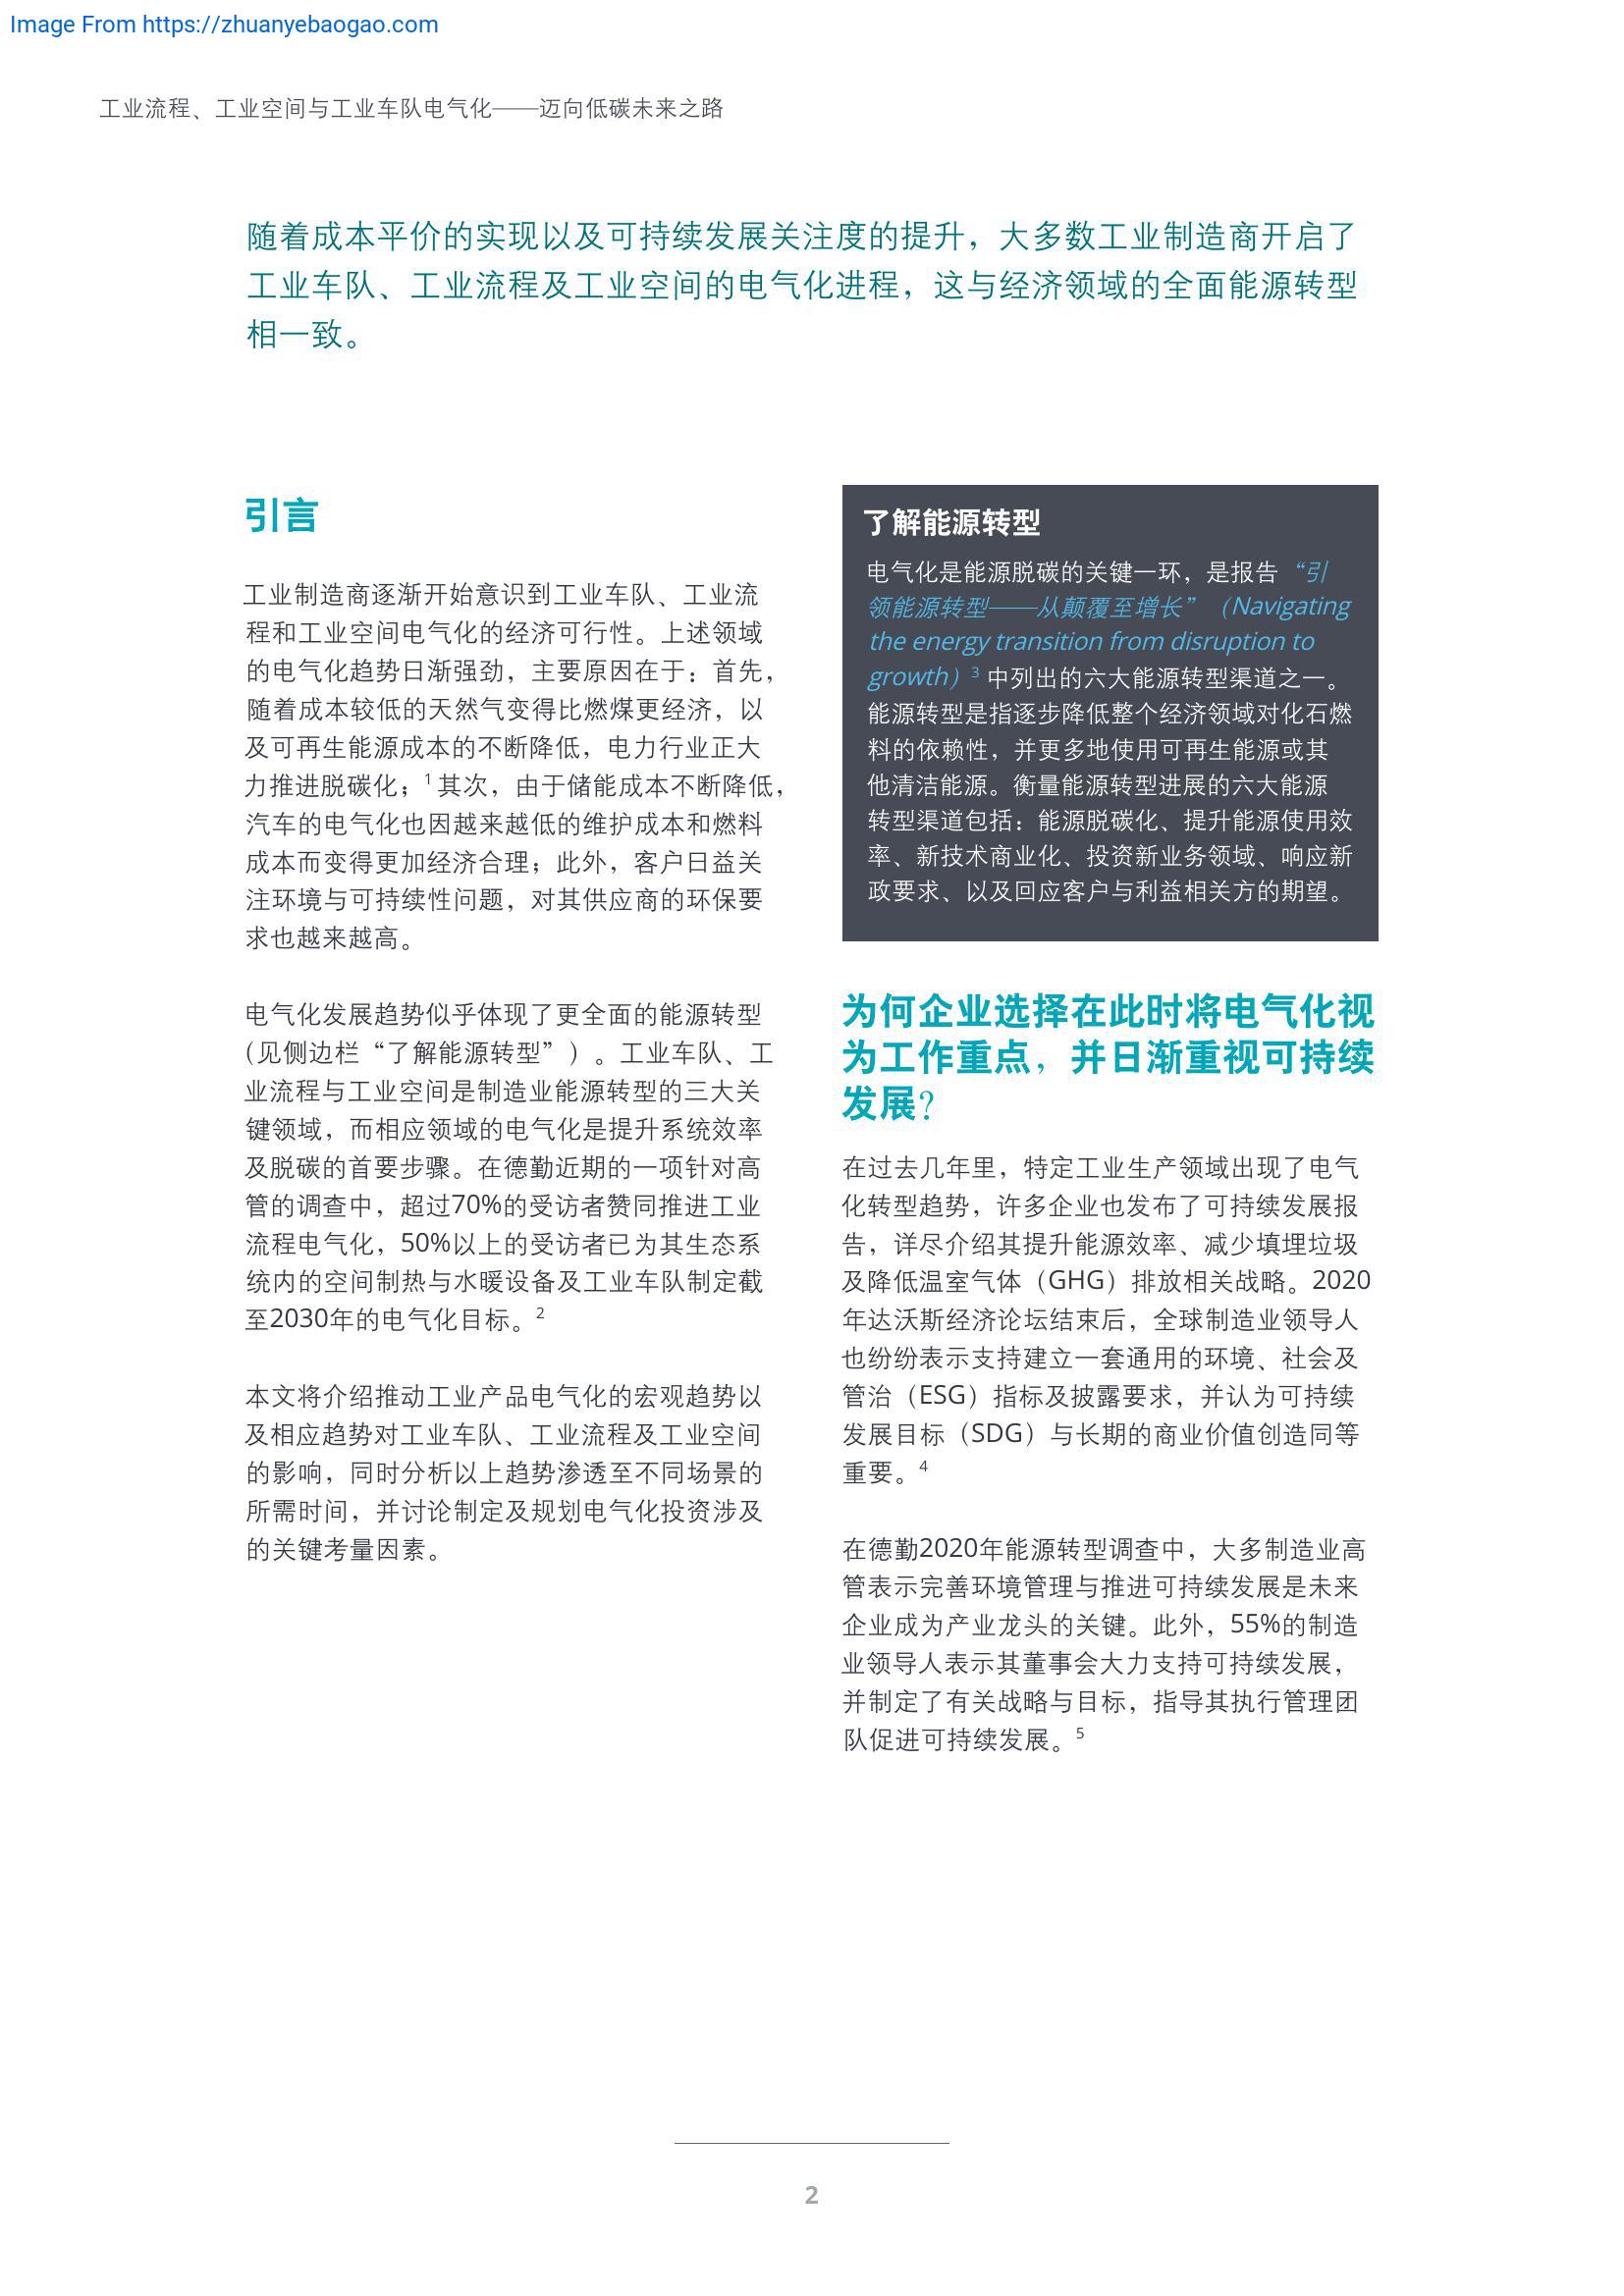 Image From https://zhuanyebaogao.com
工业流程、工业空间与工业车队电气化——迈向低碳未来之路
随着成本平价的实现以及可持续发展关注度的提升，大多数工业制造商开启了
工业车队、工业流程及工业空间的电气化进程，这与经济领域的全面能源转型
相一致。
引言
工业制造商逐渐开始意识到工业车队、工业流
程和工业空间电气化的经济可行性。上述领域
的电气化趋势日渐强劲，主要原因在于：首先，
随着成本较低的天然气变得比燃煤更经济，以
及可再生能源成本的不断降低，电力行业正大
力推进脱碳化；1 其次，由于储能成本不断降低，
汽车的电气化也因越来越低的维护成本和燃料
成本而变得更加经济合理；此外，客户日益关
注环境与可持续性问题，对其供应商的环保要
求也越来越高。
电气化发展趋势似乎体现了更全面的能源转型
(见侧边栏“了解能源转型”）。工业车队、工
业流程与工业空间是制造业能源转型的三大关
键领域，而相应领域的电气化是提升系统效率
及脱碳的首要步骤。在德勤近期的一项针对高
管的调查中，超过70%的受访者赞同推进工业
流程电气化，50%以上的受访者已为其生态系
统内的空间制热与水暖设备及工业车队制定截
至2030年的电气化目标。2
本文将介绍推动工业产品电气化的宏观趋势以
及相应趋势对工业车队、工业流程及工业空间
的影响，同时分析以上趋势渗透至不同场景的
所需时间，并讨论制定及规划电气化投资涉及
的关键考量因素。
了解能源转型
电气化是能源脱碳的关键一环，是报告“引
领能源转型——从颠覆至增长”（Navigating
the energy transition from disruption to
growth）3 中列出的六大能源转型渠道之一。
能源转型是指逐步降低整个经济领域对化石燃
料的依赖性，并更多地使用可再生能源或其
他清洁能源。衡量能源转型进展的六大能源
转型渠道包括：能源脱碳化、提升能源使用效
率、新技术商业化、投资新业务领域、响应新
政要求、以及回应客户与利益相关方的期望。
为何企业选择在此时将电气化视
为工作重点，并日渐重视可持续
发展？
在过去几年里，特定工业生产领域出现了电气
化转型趋势，许多企业也发布了可持续发展报
告，详尽介绍其提升能源效率、减少填埋垃圾
及降低温室气体（GHG）排放相关战略。2020
年达沃斯经济论坛结束后，全球制造业领导人
也纷纷表示支持建立一套通用的环境、社会及
管治（ESG）指标及披露要求，并认为可持续
发展目标（SDG）与长期的商业价值创造同等
重要。4
在德勤2020年能源转型调查中，大多制造业高
管表示完善环境管理与推进可持续发展是未来
企业成为产业龙头的关键。此外，55%的制造
业领导人表示其董事会大力支持可持续发展，
并制定了有关战略与目标，指导其执行管理团
队促进可持续发展。5
2